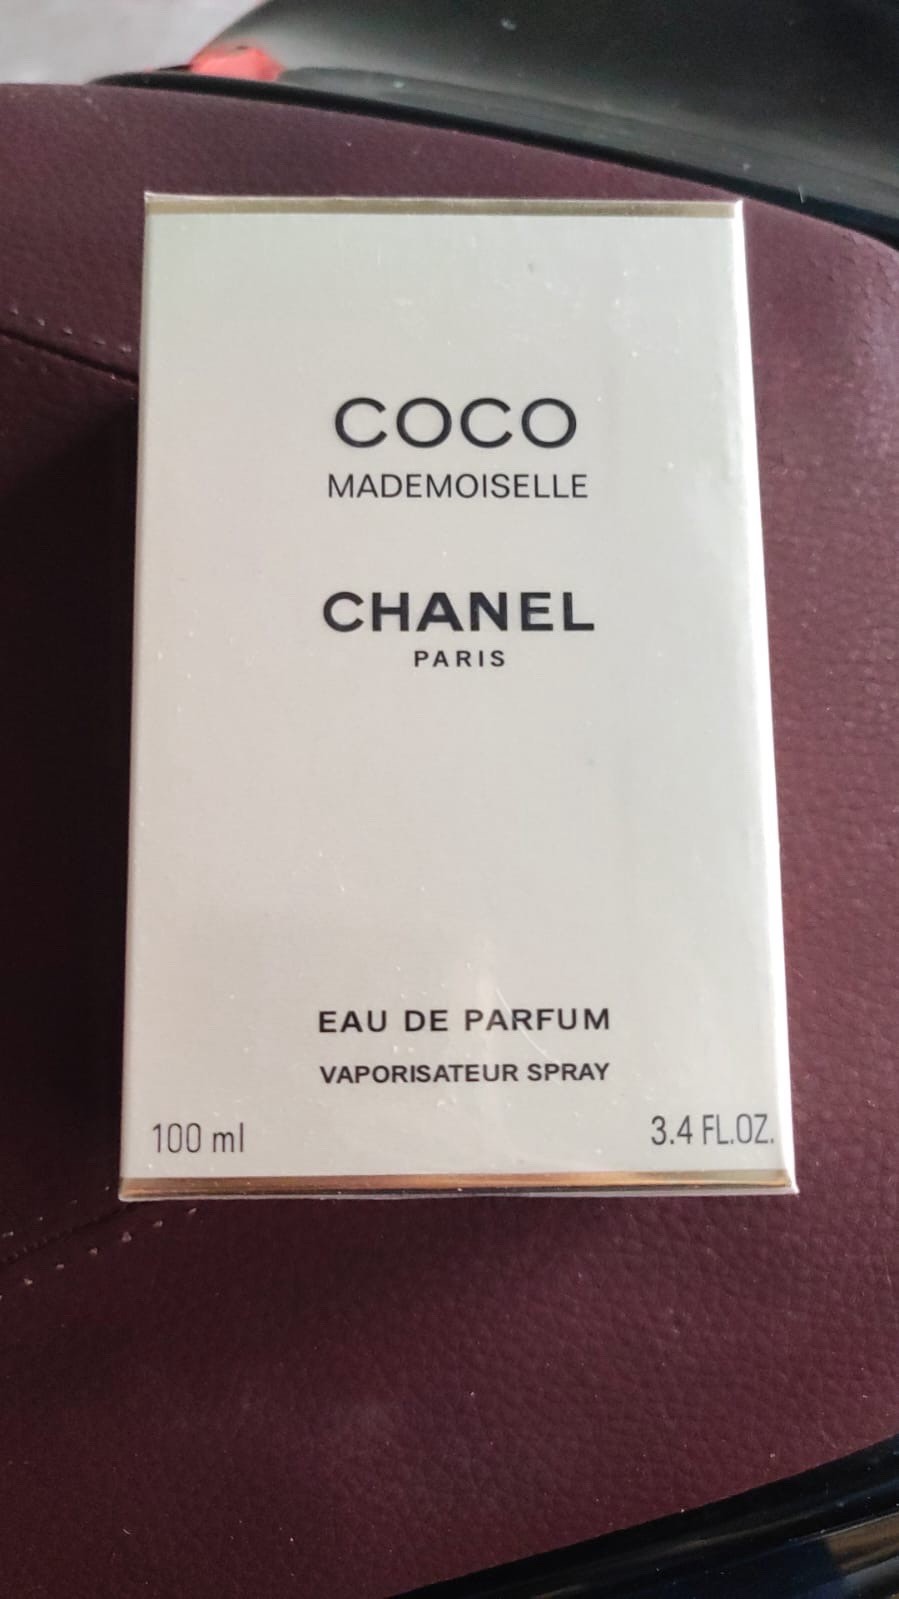 COCO
MADEMOISELLE
CHANEL
PARIS
EAU DE PARFUM
VAPORISATEUR SPRAY
100 ml
3.4 FL.OZ.